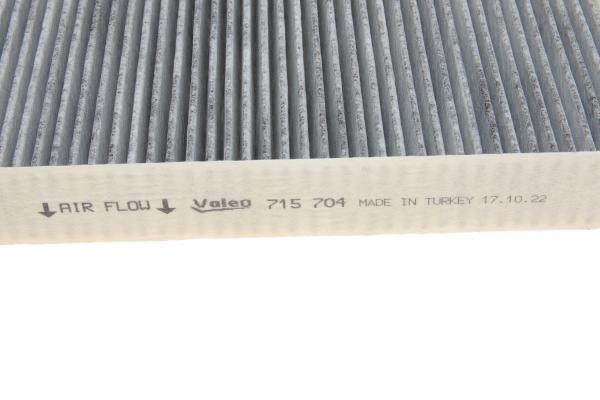 ↓AIR FLOW↓ Valeo 715 704 MADE IN TURKEY 17.10.22